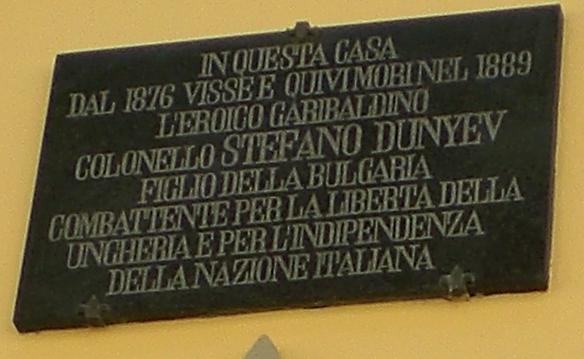 IN QUESTA CASA
DAL 1876 VISSE E QUIVI MORI NEL 1889
L'EROICO GARIBALDINO
COLONELLO STEFANO DUNYEV
FIGLIO DELLA BULGARIA
COMBATTENTE PER LA LIBERTA DELLA
UNGHERIA E PER L'INDIPENDENZA
DELLA NAZIONE ITALIANA